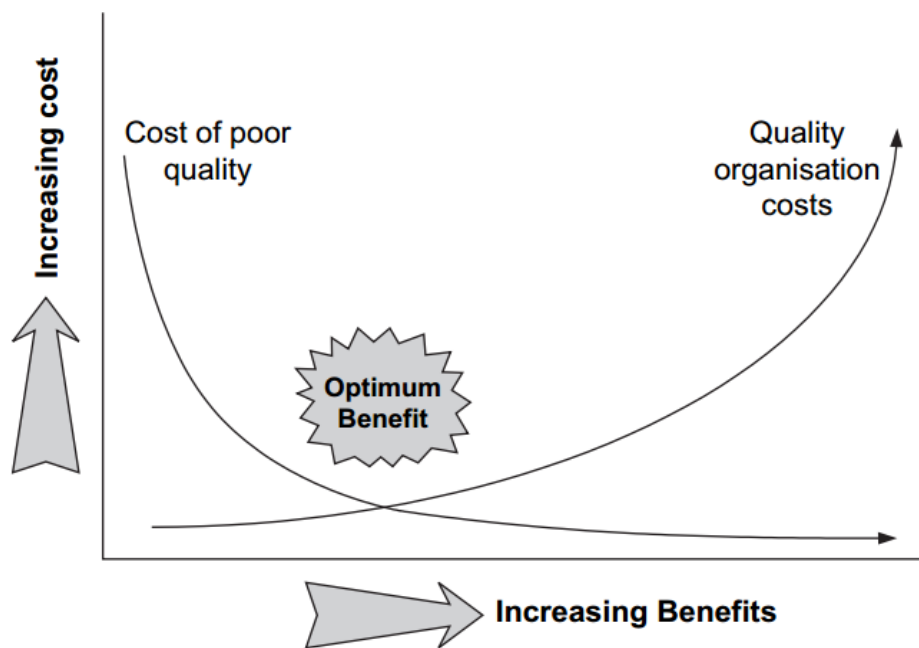 Increasing cost
Cost of poor
quality
Quality
organisation
costs
Optimum
Benefit
Increasing Benefits